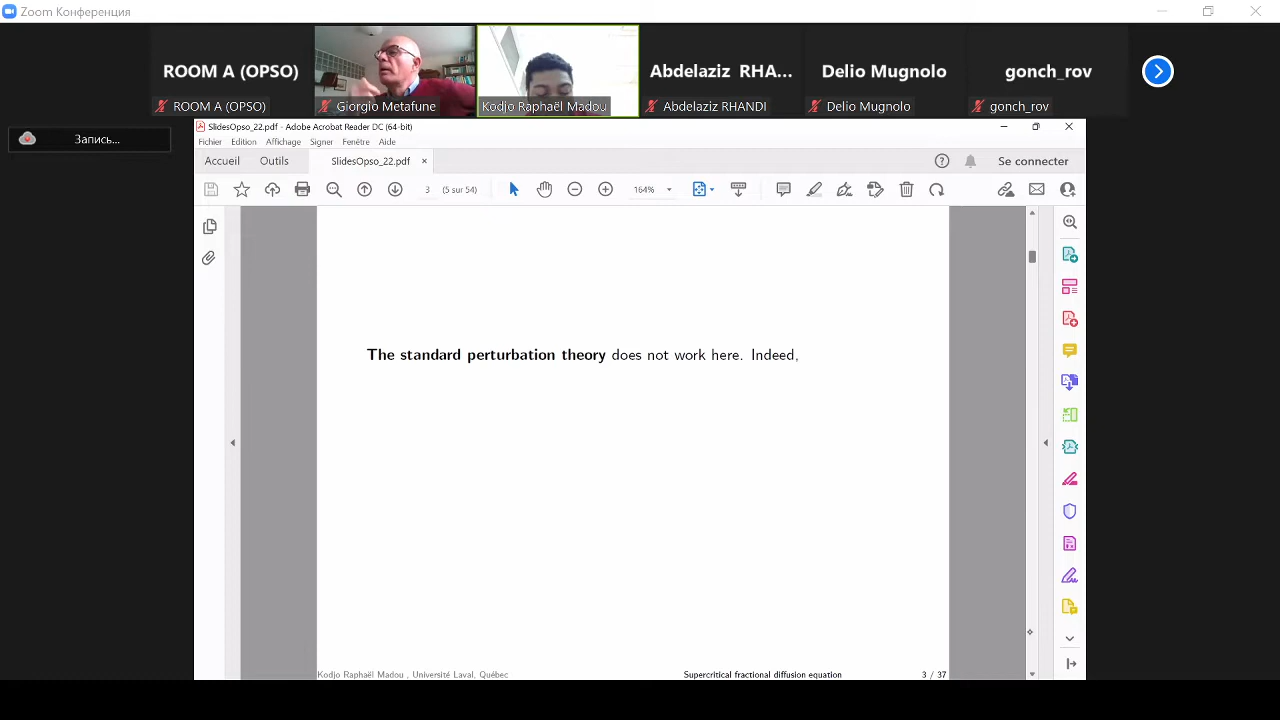 Zoom Конференция
ROOM A (OPSO)
Abdelaziz RHA...
Delio Mugnolo
gonch_rov
ROOM A (OPSO)
Giorgio Metafune
Kodjo Raphaël Madou
Abdelaziz RHANDI
Delio Mugnolo
gonch_rov
Запись...
SlidesOpso_22.pdf - Adobe Acrobat Reader DC (64-bit)
Fichier Edition Affichage Signer Fenêtre Aide
Accueil Outils SlidesOpso_22.pdf × Se connecter
3 (5 sur 54) 164%
The standard perturbation theory does not work here. Indeed,
Kodjo Raphaël Madou , Université Laval, Québec Supercritical fractional diffusion equation 3 / 37